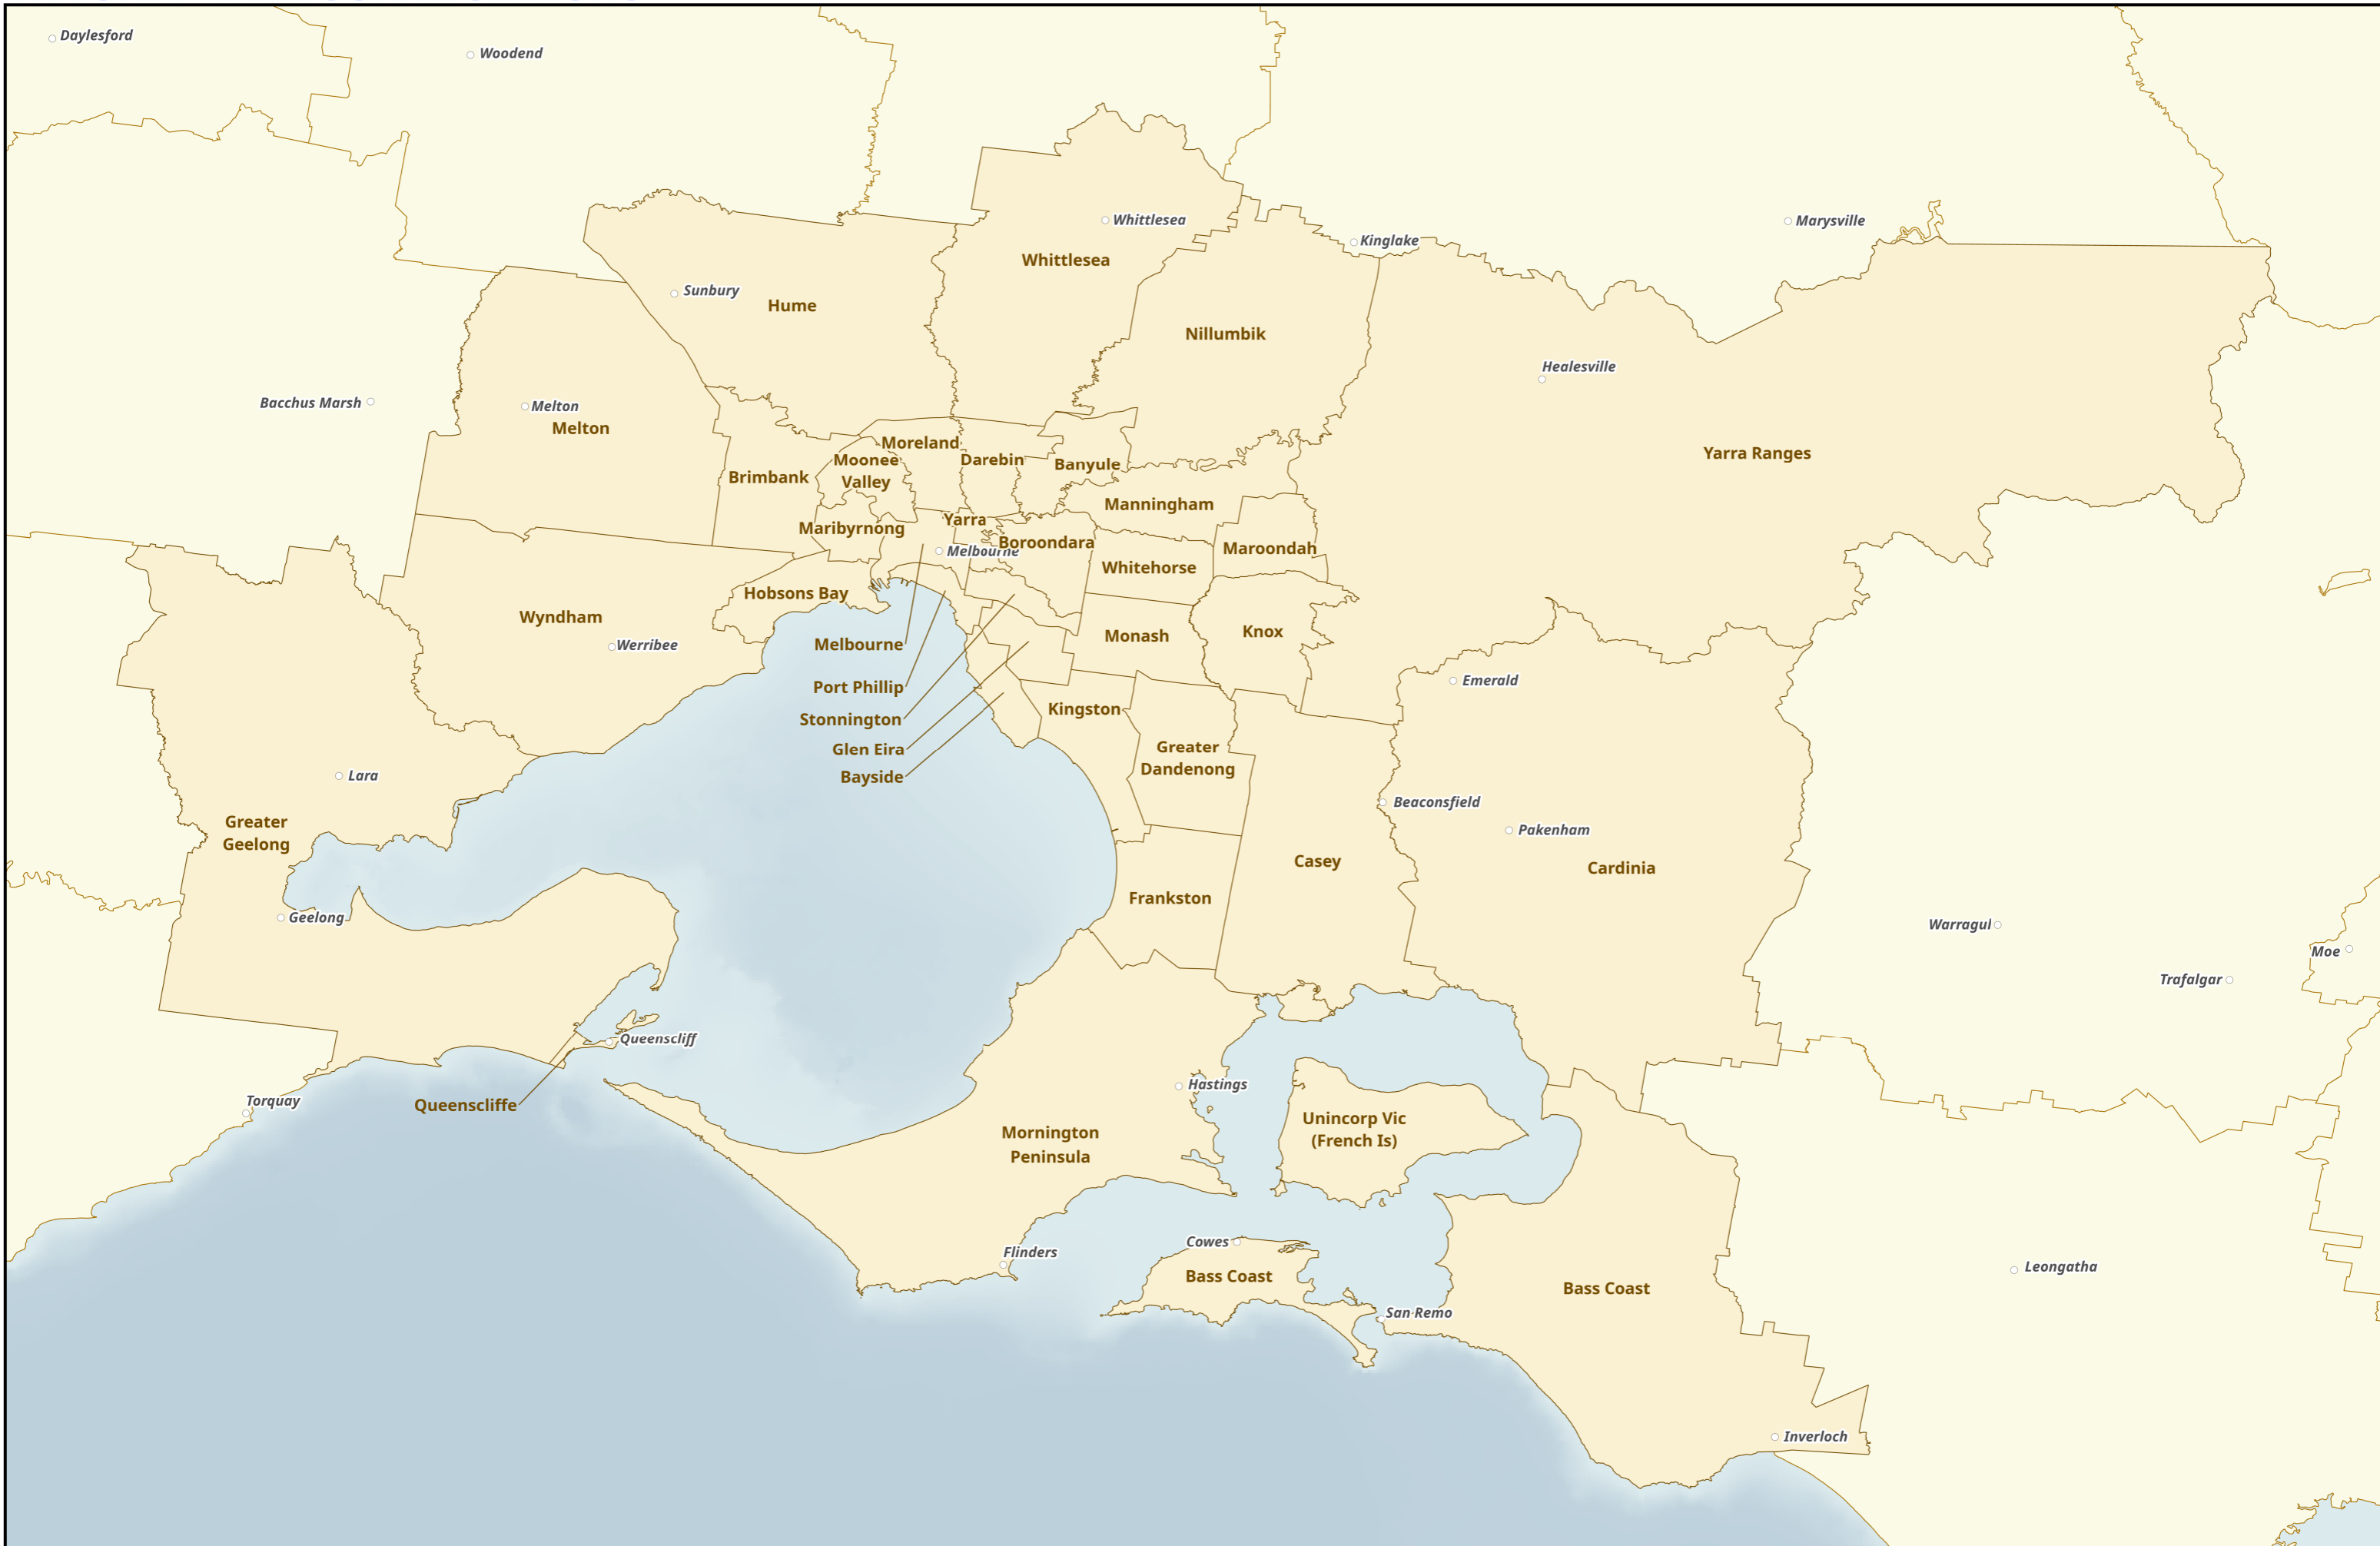 Daylesford
Woodend
Whittlesea
Marysville
Kinglake
Whittlesea
Sunbury
Hume
Nillumbik
Healesville
Bacchus Marsh
Melton
Melton
Moreland
Yarra Ranges
Moonee
Valley
Darebin
Banyule
Brimbank
Manningham
Maribyrnong
Yarra
Melbourne
Boroondara
Maroondah
Whitehorse
Hobsons Bay
Wyndham
Werribee
Melbourne
Monash
Knox
Port Phillip
Emerald
Stonnington
Kingston
Glen Eira
Greater
Dandenong
Bayside
Lara
Beaconsfield
Greater
Geelong
Pakenham
Casey
Cardinia
Frankston
Geelong
Warragul
Moe
Trafalgar
Queenscliff
Hastings
Torquay
Queenscliffe
Unincorp Vic
(French Is)
Mornington
Peninsula
Flinders
Cowes
Leongatha
Bass Coast
Bass Coast
San Remo
Inverloch